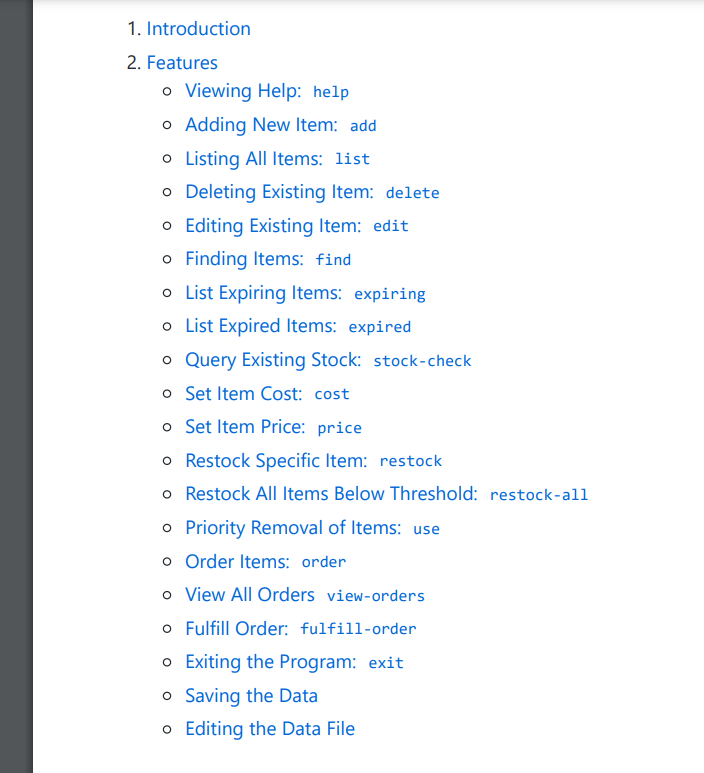 1. Introduction
2. Features
Viewing Help: help
Adding New Item: add
Listing All Items: list
Deleting Existing Item: delete
Editing Existing Item: edit
Finding Items: find
List Expiring Items: expiring
List Expired Items: expired
Query Existing Stock: stock-check
Set Item Cost: cost
Set Item Price: price
Restock Specific Item: restock
Restock All Items Below Threshold: restock-all
Priority Removal of Items: use
Order Items: order
View All Orders view-orders
Fulfill Order: fulfill-order
Exiting the Program: exit
Saving the Data
Editing the Data File